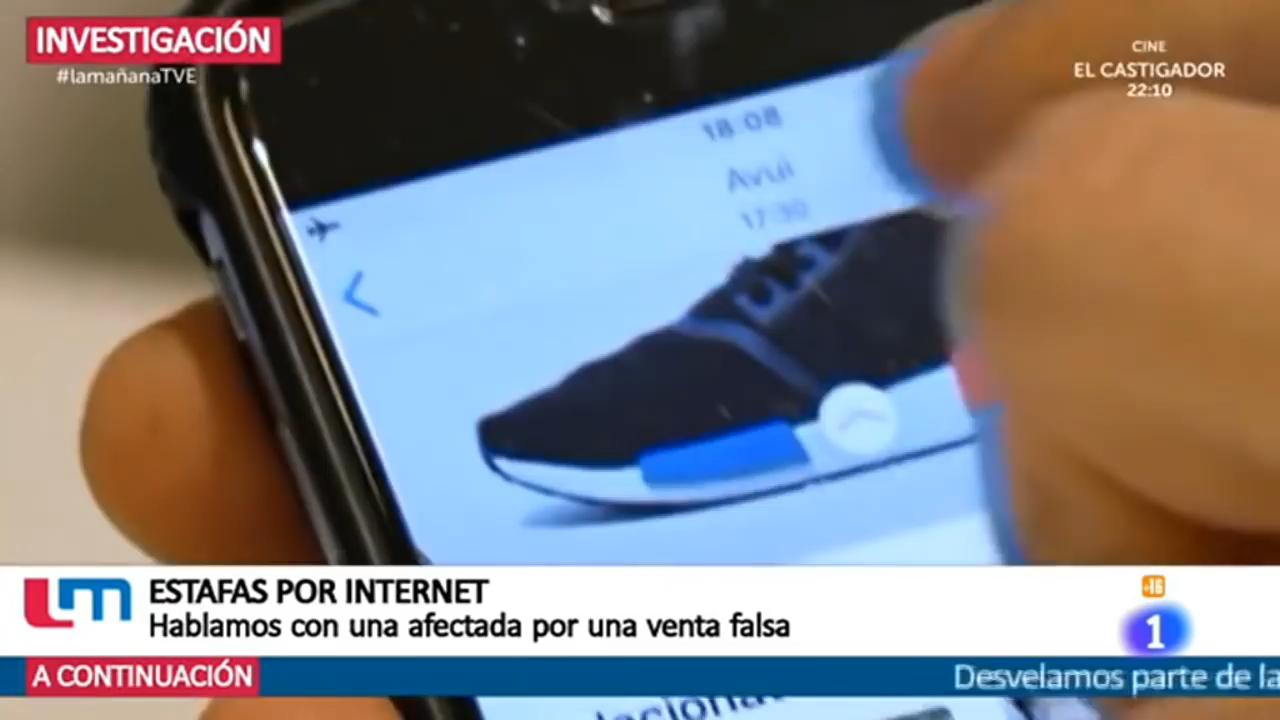 INVESTIGACIÓN
#lamañanaTVE
CINE
EL CASTIGADOR
22:10
18:08
Avui
17:30
ESTAFAS POR INTERNET
Hablamos con una afectada por una venta falsa
+16
1
A CONTINUACIÓN
Desvelamos parte de la